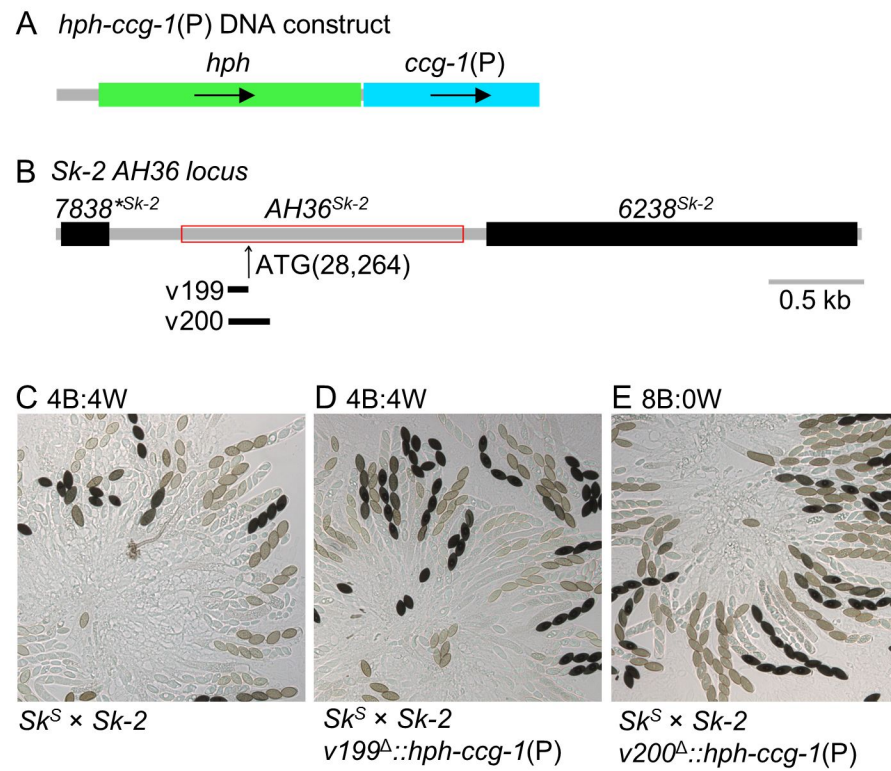 A hph-ccg-1(P) DNA construct
hph ccg-1(P)
B Sk-2 AH36 locus
7838*Sk-2 AH36Sk-2 6238Sk-2
ATG(28,264)
v199
v200
0.5 kb
C 4B:4W D 4B:4W E 8B:0W
SkS × Sk-2 SkS × Sk-2 SkS × Sk-2
v199Δ::hph-ccg-1(P) v200Δ::hph-ccg-1(P)